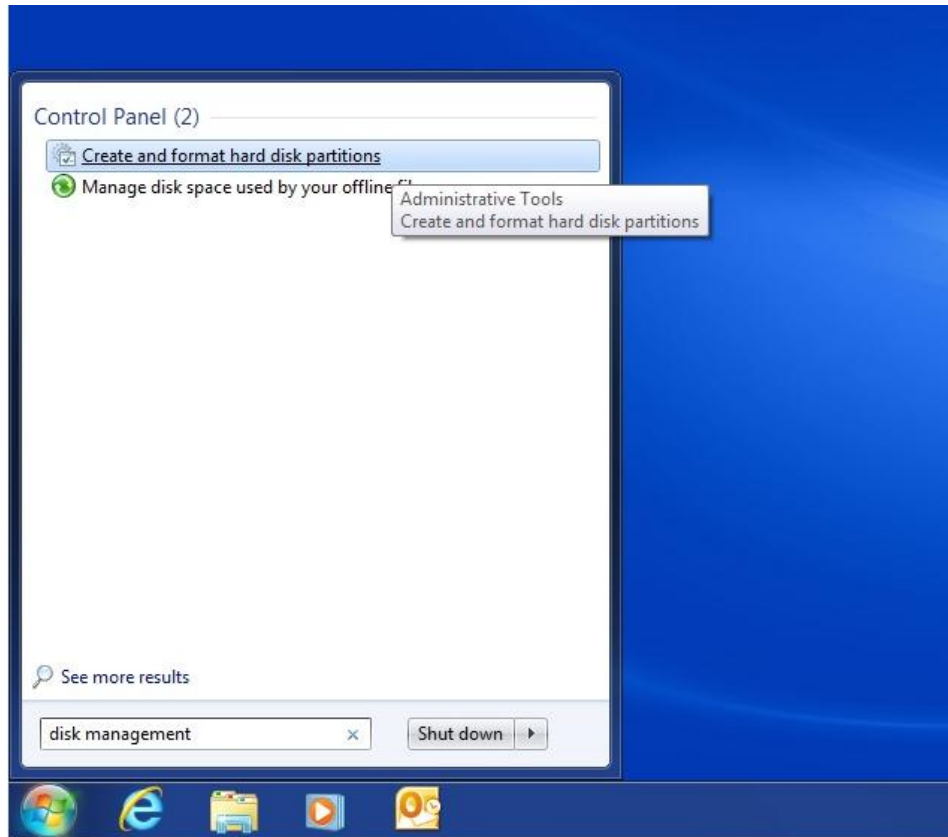 Control Panel (2)
Create and format hard disk partitions
Manage disk space used by your offline
Administrative Tools
Create and format hard disk partitions
See more results
disk management
Shut down